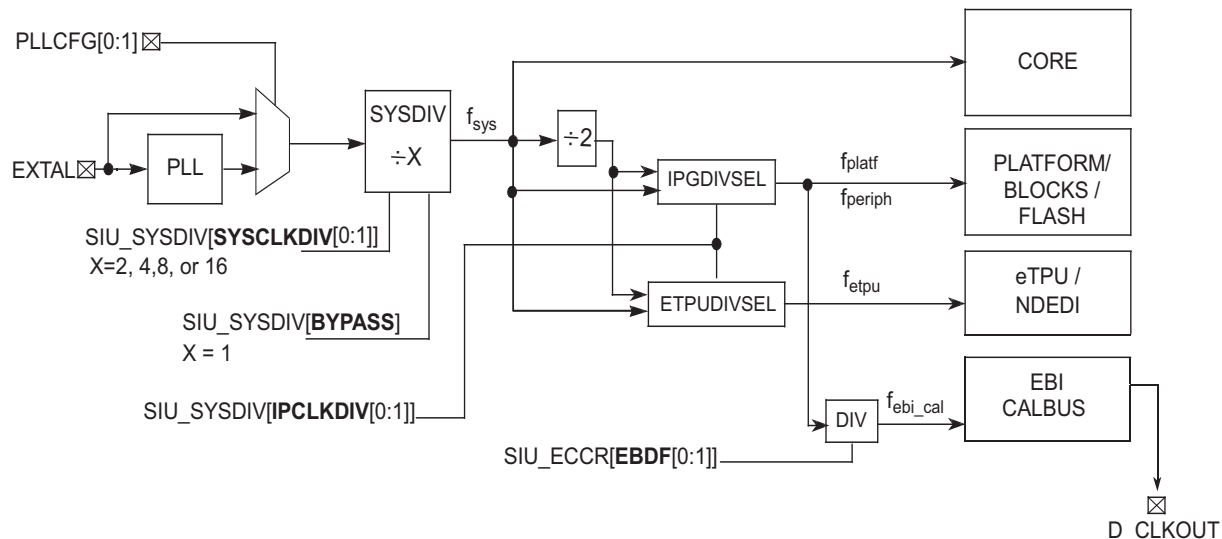 PLLCFG[0:1]
EXTAL
PLL
SYSDIV
÷X
fsys
÷2
IPGDIVSEL
ETPUDIVSEL
fplatf
fperiph
fetpu
CORE
PLATFORM/
BLOCKS /
FLASH
eTPU /
NDEDI
EBI
CALBUS
DIV
febi_cal
SIU_SYSDIV[SYSCLKDIV[0:1]]
X=2, 4,8, or 16
SIU_SYSDIV[BYPASS]
X = 1
SIU_SYSDIV[IPCLKDIV[0:1]]
SIU_ECCR[EBDF[0:1]]
D_CLKOUT